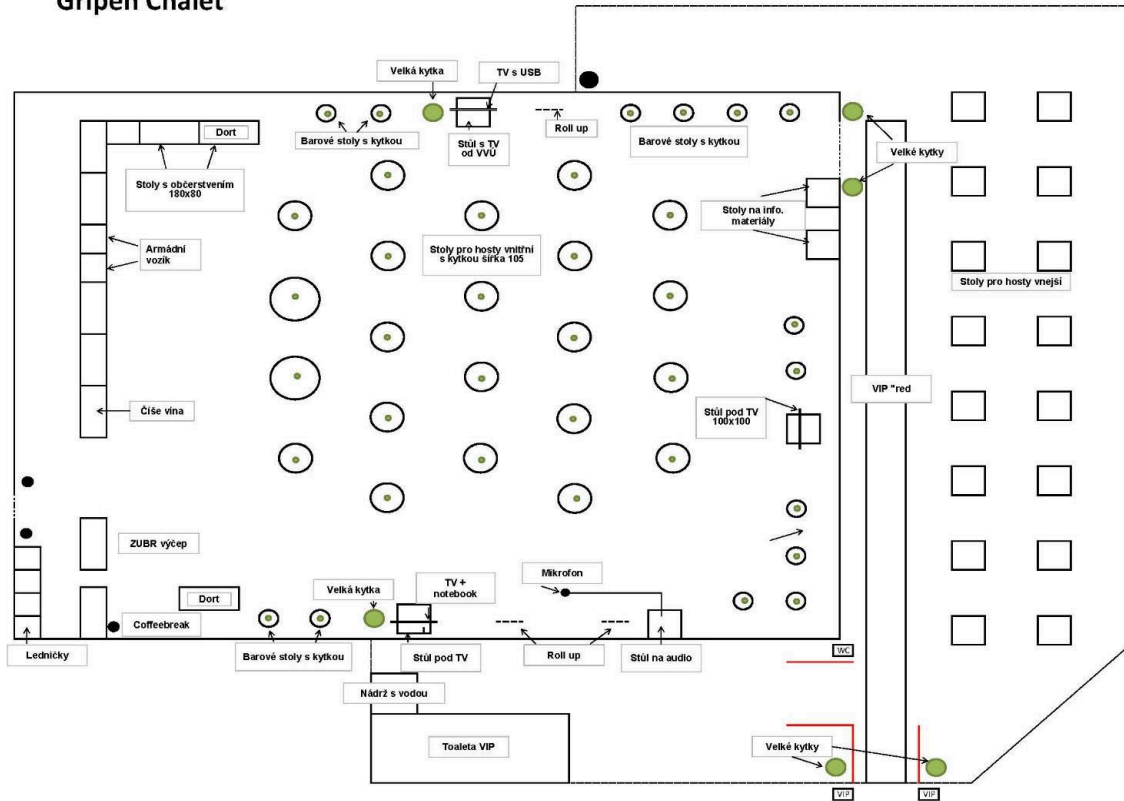 Gripen Chalet
Velká kytka
TV s USB
Barové stoly s kytkou
Stůl s TV
od VVÚ
Roll up
Barové stoly s kytkou
Velké kytky
Dort
Stoly s občerstvením
180x80
Stoly na info.
materiály
Armádní
vozík
Stoly pro hosty vnitřní
s kytkou šířka 105
Stoly pro hosty vnejší
VIP "red
Číše vína
Stůl pod TV
100x100
ZUBR výčep
Mikrofon
Velká kytka
TV +
notebook
Dort
Coffeebreak
Ledničky
Barové stoly s kytkou
Stůl pod TV
Roll up
Stůl na audio
WC
Nádrž s vodou
Toaleta VIP
Velké kytky
VIP
VIP